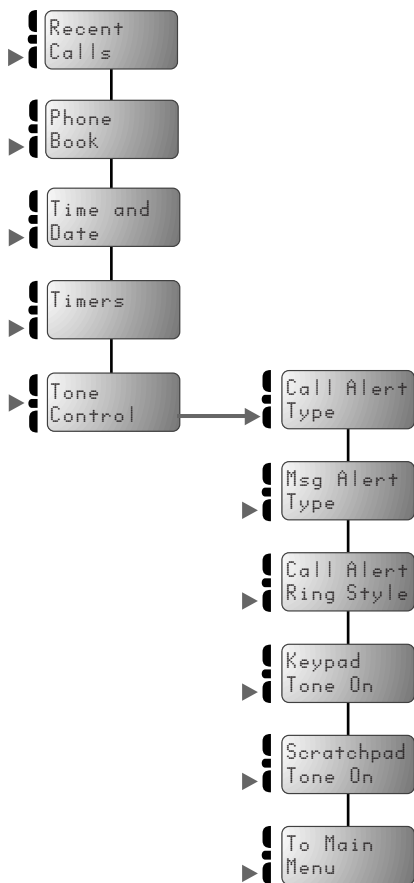 Recent
Calls
Phone
Book
Time and
Date
Timers
Tone
Control
Call Alert
Type
Msg Alert
Type
Call Alert
Ring Style
Keypad
Tone On
Scratchpad
Tone On
To Main
Menu